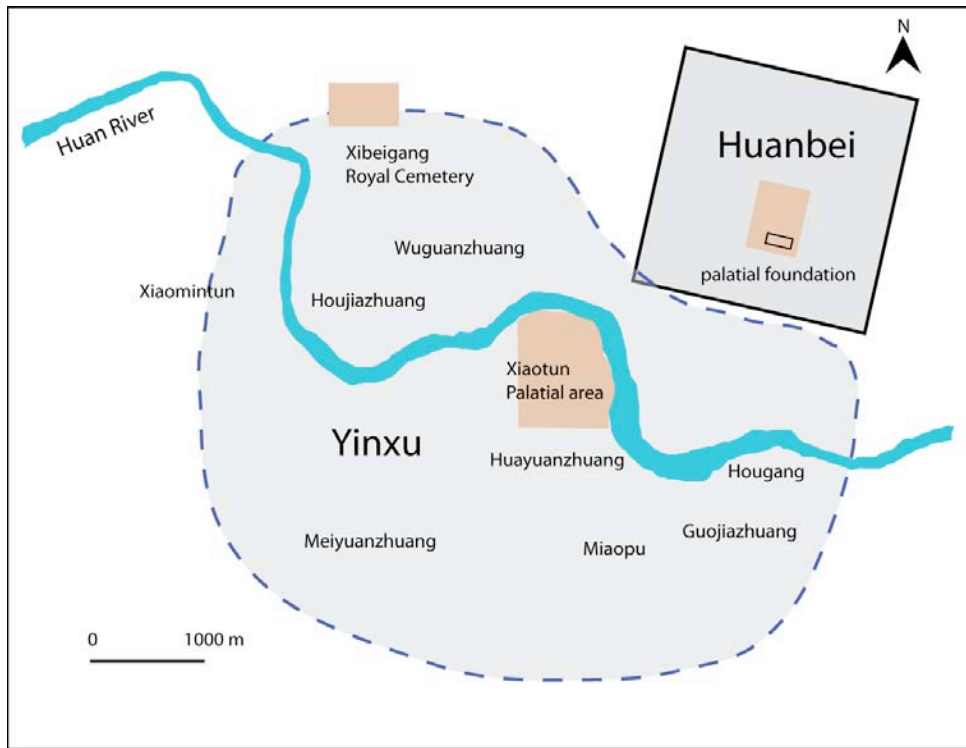 N
Huan River
Huanbei
Xibeigang
Royal Cemetery
Wuguanzhuang
palatial foundation
Xiaomintun
Houjiazhuang
Xiaotun
Palatial area
Yinxu
Huayuanzhuang
Hougang
Guojiazhuang
Meiyuanzhuang
Miaopu
0 1000 m